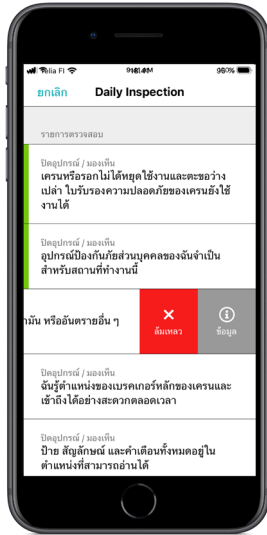 Telia FI
ยกเลิก Daily Inspection
รายการตรวจสอบ
ปิดอุปกรณ์ / มองเห็น
เครนหรือรอกไม่ได้หยุดใช้งานและตะขอว่าง
เปล่า ใบรับรองความปลอดภัยของเครนยังใช้
งานได้
ปิดอุปกรณ์ / มองเห็น
อุปกรณ์ป้องกันภัยส่วนบุคคลของฉันจำเป็น
สำหรับสถานที่ทำงานนี้
หรืออันตรายอื่น ๆ
ล้มเหลว ข้อมูล
ปิดอุปกรณ์ / มองเห็น
ฉันรู้ตำแหน่งของเบรคเกอร์หลักของเครนและ
เข้าถึงได้อย่างสะดวกตลอดเวลา
ปิดอุปกรณ์ / มองเห็น
ป้าย สัญลักษณ์ และคำเตือนทั้งหมดอยู่ใน
ตำแหน่งที่สามารถอ่านได้